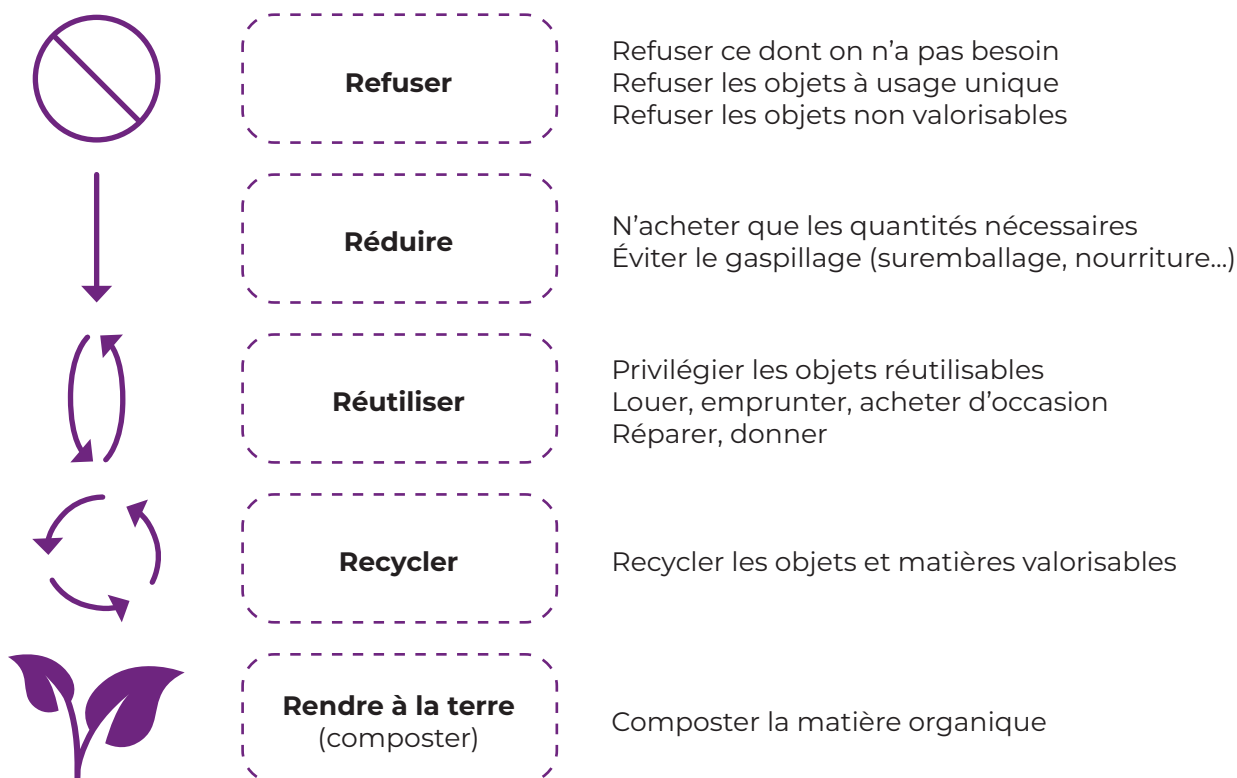 Refuser
Refuser ce dont on n'a pas besoin
Refuser les objets à usage unique
Refuser les objets non valorisables
Réduire
N'acheter que les quantités nécessaires
Éviter le gaspillage (suremballage, nourriture...)
Réutiliser
Privilégier les objets réutilisables
Louer, emprunter, acheter d'occasion
Réparer, donner
Recycler
Recycler les objets et matières valorisables
Rendre à la terre
(composter)
Composter la matière organique